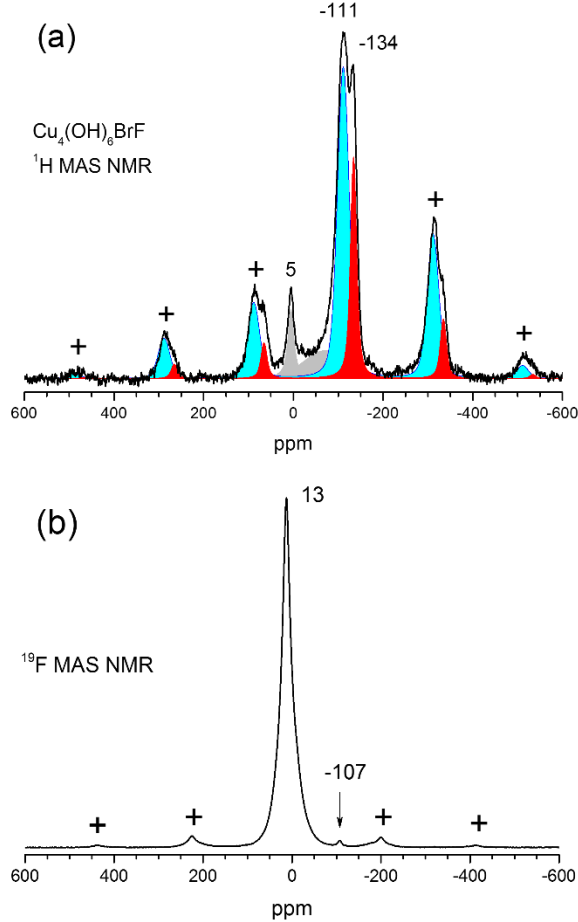 (a)
-111
-134
Cu₄(OH)₆BrF
¹H MAS NMR
+
+
+
5
+
+
600 400 200 0 -200 -400 -600
ppm
(b)
13
¹⁹F MAS NMR
-107
+
+
+
+
600 400 200 0 -200 -400 -600
ppm